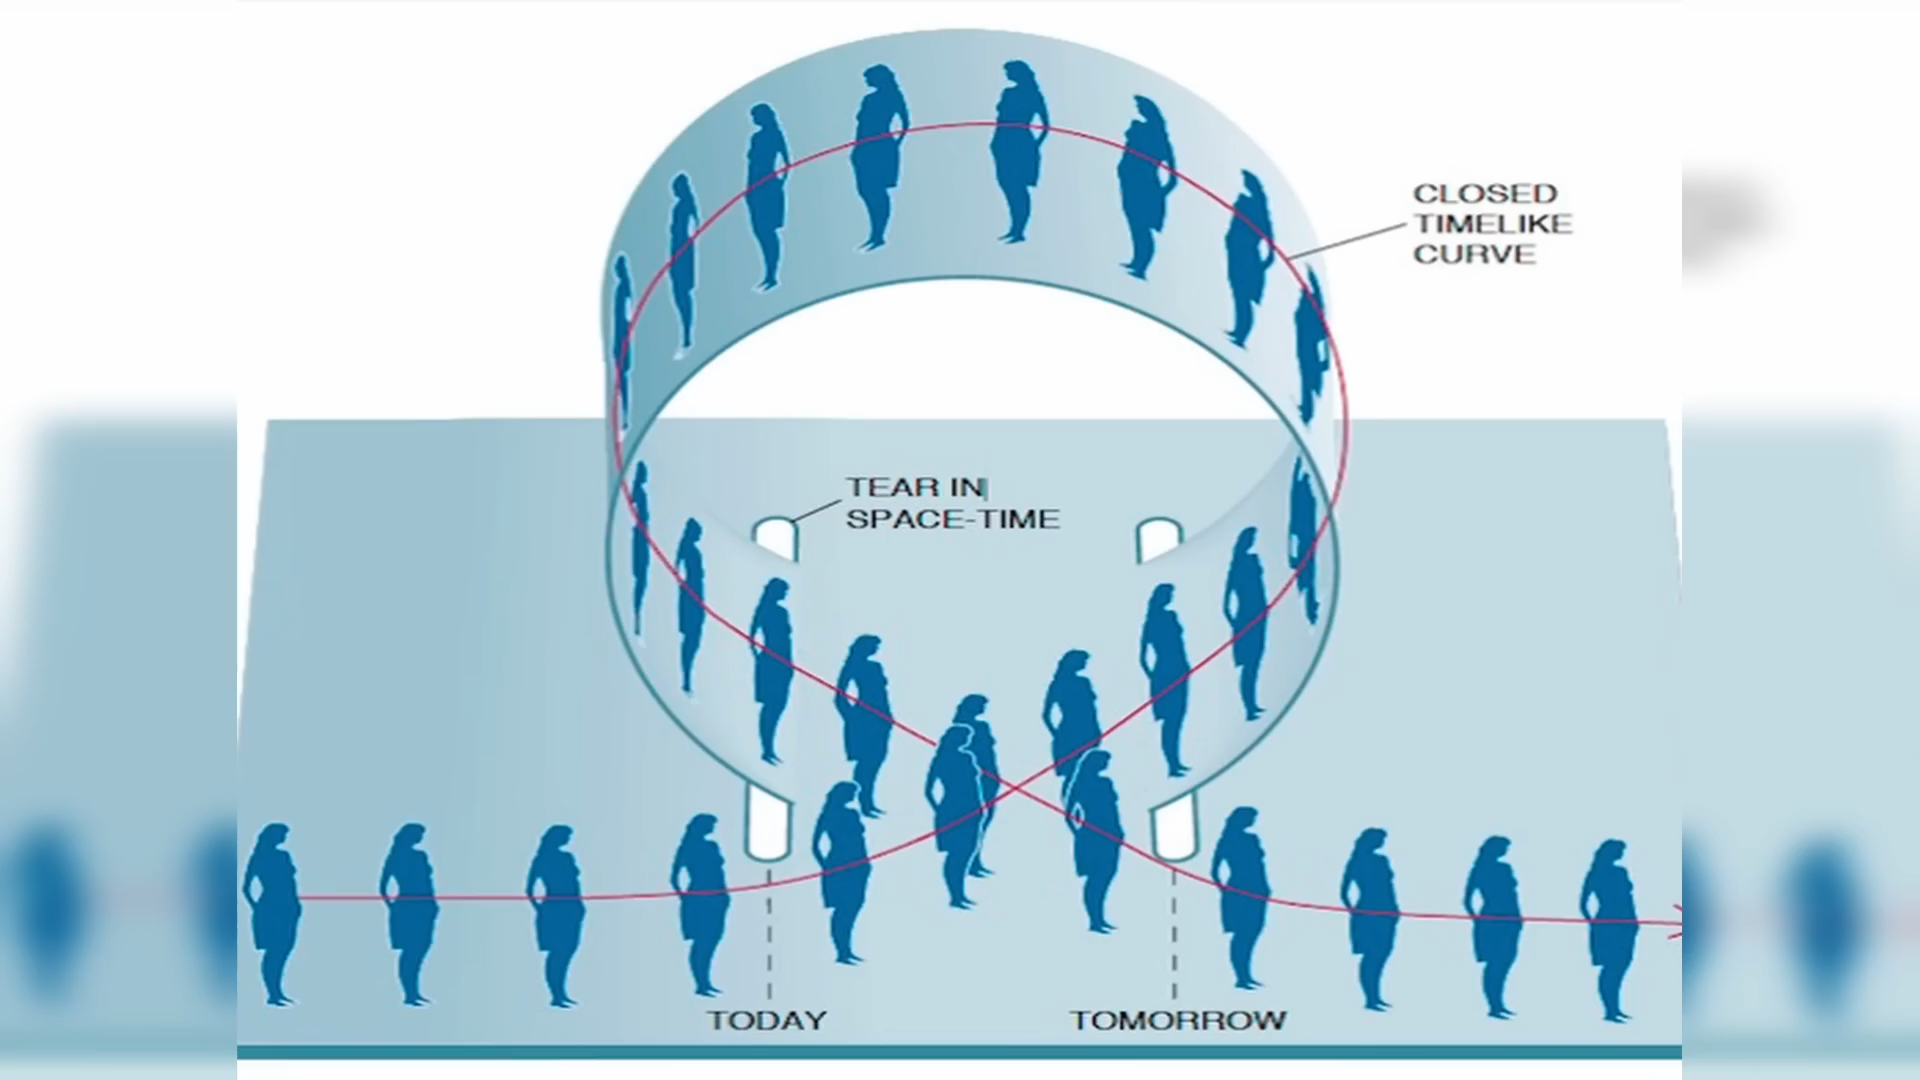 CLOSED
TIMELIKE
CURVE
TEAR IN
SPACE-TIME
TODAY
TOMORROW